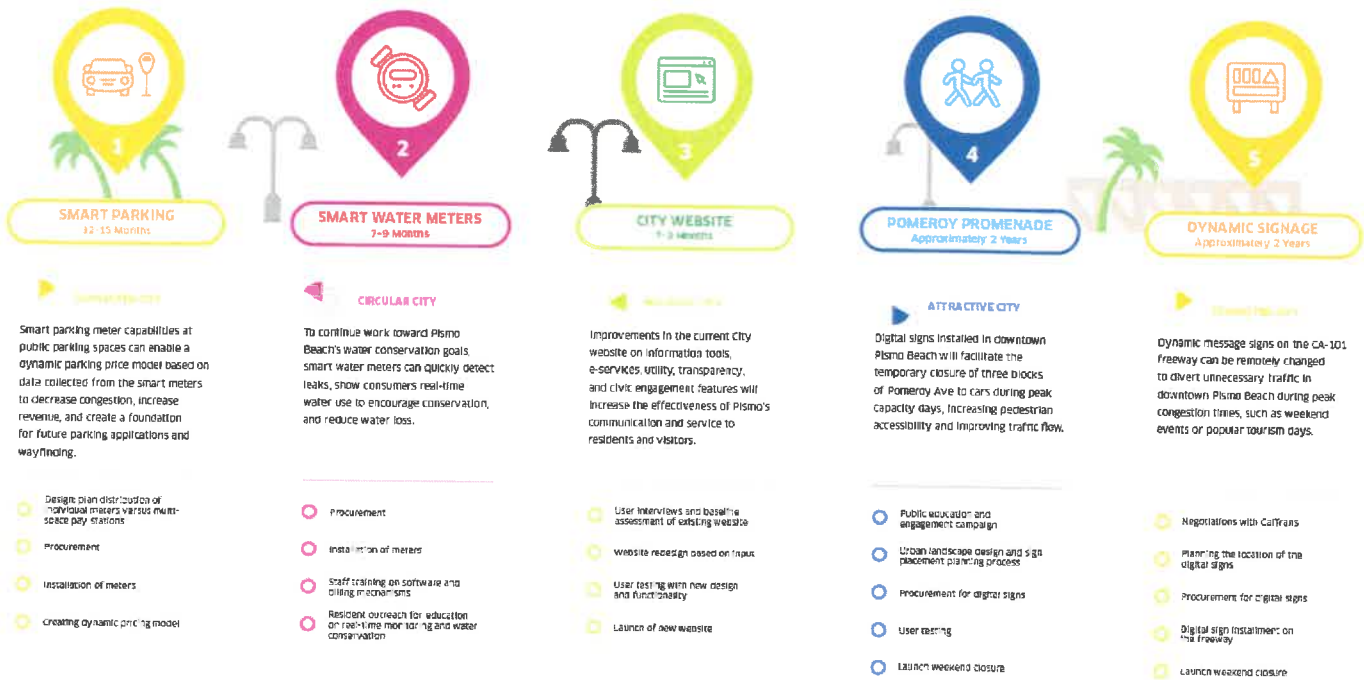 1
SMART PARKING
12-15 Months
Smart parking meter capabilities at
public parking spaces can enable a
dynamic parking price model based on
data collected from the smart meters
to decrease congestion, increase
revenue, and create a foundation
for future parking applications and
wayfinding.
Design: plan distribution of
individual meters versus multi-
space pay stations
Procurement
Installation of meters
Creating dynamic pricing model
2
SMART WATER METERS
7-9 Months
CIRCULAR CITY
To continue work toward Pismo
Beach's water conservation goals,
smart water meters can quickly detect
leaks, show consumers real-time
water use to encourage conservation,
and reduce water loss.
Procurement
Installation of meters
Staff training on software and
billing mechanisms
Resident outreach for education
on real-time monitoring and water
conservation
3
CITY WEBSITE
Months
Improvements in the current City
website on information tools,
e-services, utility, transparency,
and civic engagement features will
increase the effectiveness of Pismo's
communication and service to
residents and visitors.
User interviews and baseline
assessment of existing website
Website redesign based on input
User testing with new design
and functionality
Launch of new website
4
POMEROY PROMENADE
Approximately 2 Years
ATTRACTIVE CITY
Digital signs installed in downtown
Pismo Beach will facilitate the
temporary closure of three blocks
of Pomeroy Ave to cars during peak
capacity days, increasing pedestrian
accessibility and improving traffic flow.
Public education and
engagement campaign
Urban landscape design and sign
placement planning process
Procurement for digital signs
User testing
Launch weekend closure
5
DYNAMIC SIGNAGE
Approximately 2 Years
Dynamic message signs on the CA-101
freeway can be remotely changed
to divert unnecessary traffic in
downtown Pismo Beach during peak
congestion times, such as weekend
events or popular tourism days.
Negotiations with CalTrans
Planning the location of the
digital signs
Procurement for digital signs
Digital sign installment on
the freeway
Launch weekend closure